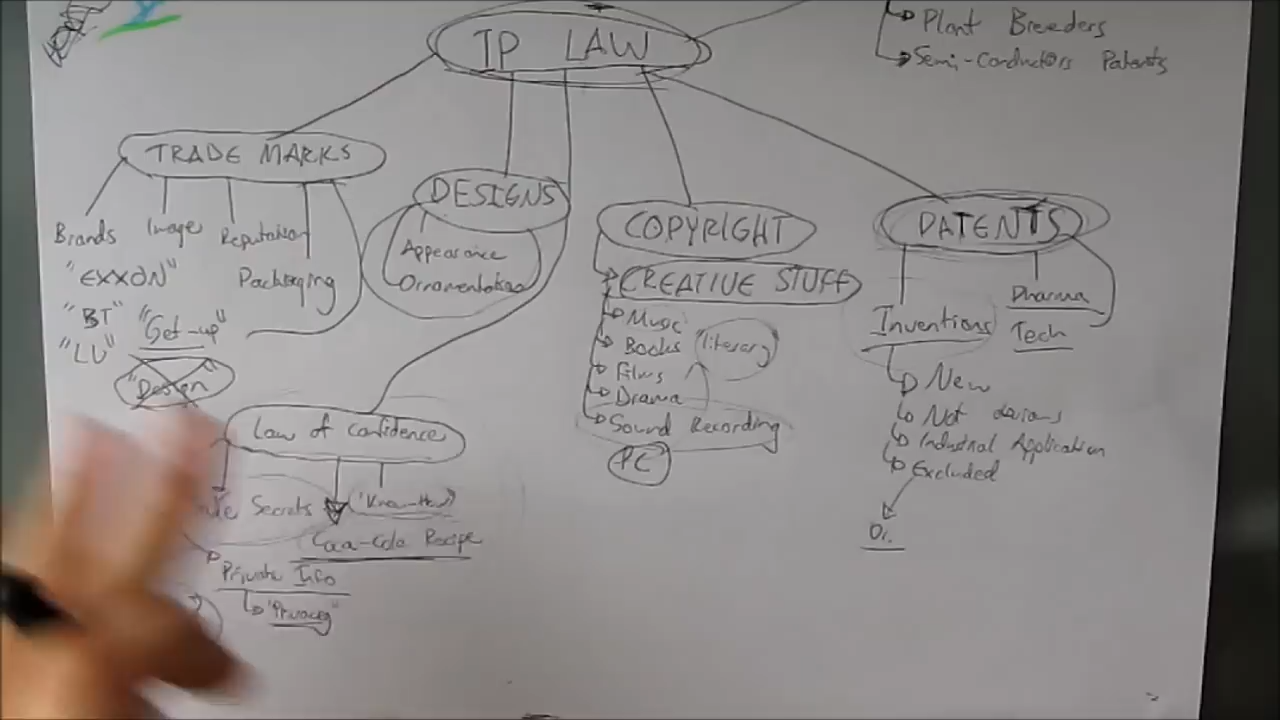 IP LAW
Plant Breeders
Semi-Conductors Patents
TRADE MARKS
Brands
Image
Reputation
Packaging
"EXXON"
"BT"
"LV"
"Get-up"
"Design"
DESIGNS
Appearance
Ornamentation
Law of Confidence
Secrets
"Know-How"
Coca-Cola Recipe
Private Info
"Privacy"
COPYRIGHT
CREATIVE STUFF
Music
Books
"literary"
Films
Drama
Sound Recording
PC
PATENTS
Inventions
Pharma
Tech
New
Not
Industrial Application
Excluded